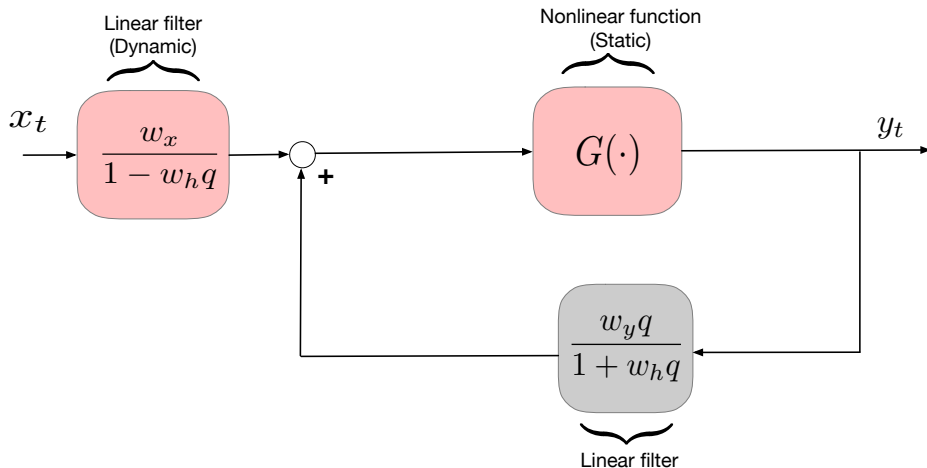 Linear filter
(Dynamic)
Nonlinear function
(Static)
x_t
w_x
1 − w_h q
+
G(·)
y_t
w_y q
1 + w_h q
Linear filter